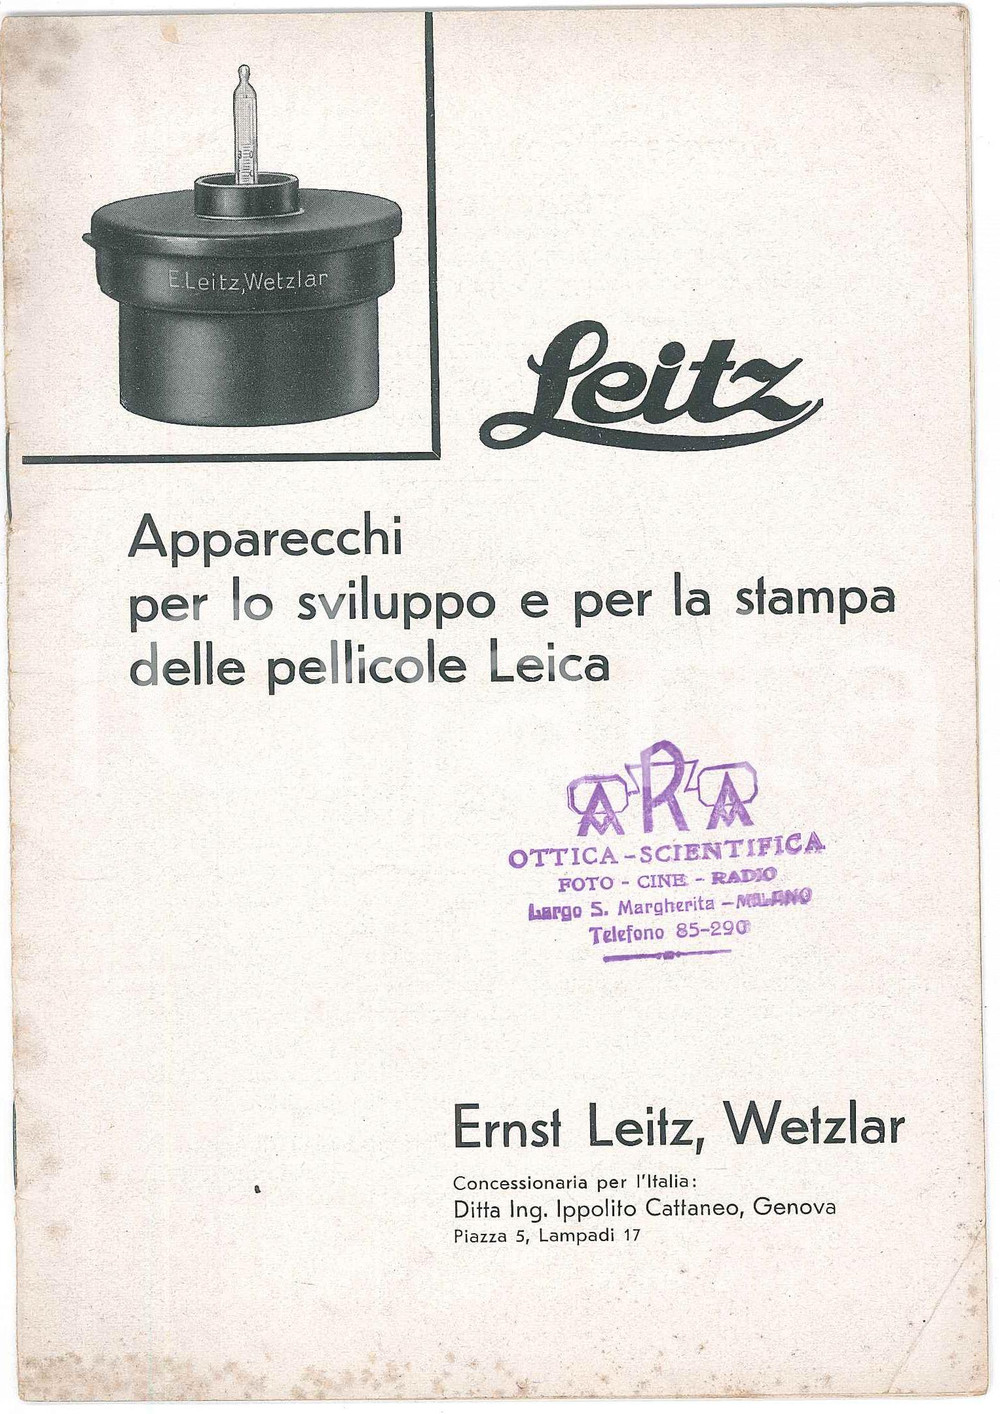 E.Leitz,Wetzlar
Leitz
Apparecchi
per lo sviluppo e per la stampa
delle pellicole Leica
ARA
OTTICA-SCIENTIFICA
FOTO - CINE - RADIO
Largo S. Margherita - MILANO
Telefono 85-290
Ernst Leitz, Wetzlar
Concessionaria per l'Italia:
Ditta Ing. Ippolito Cattaneo, Genova
Piazza 5, Lampadi 17